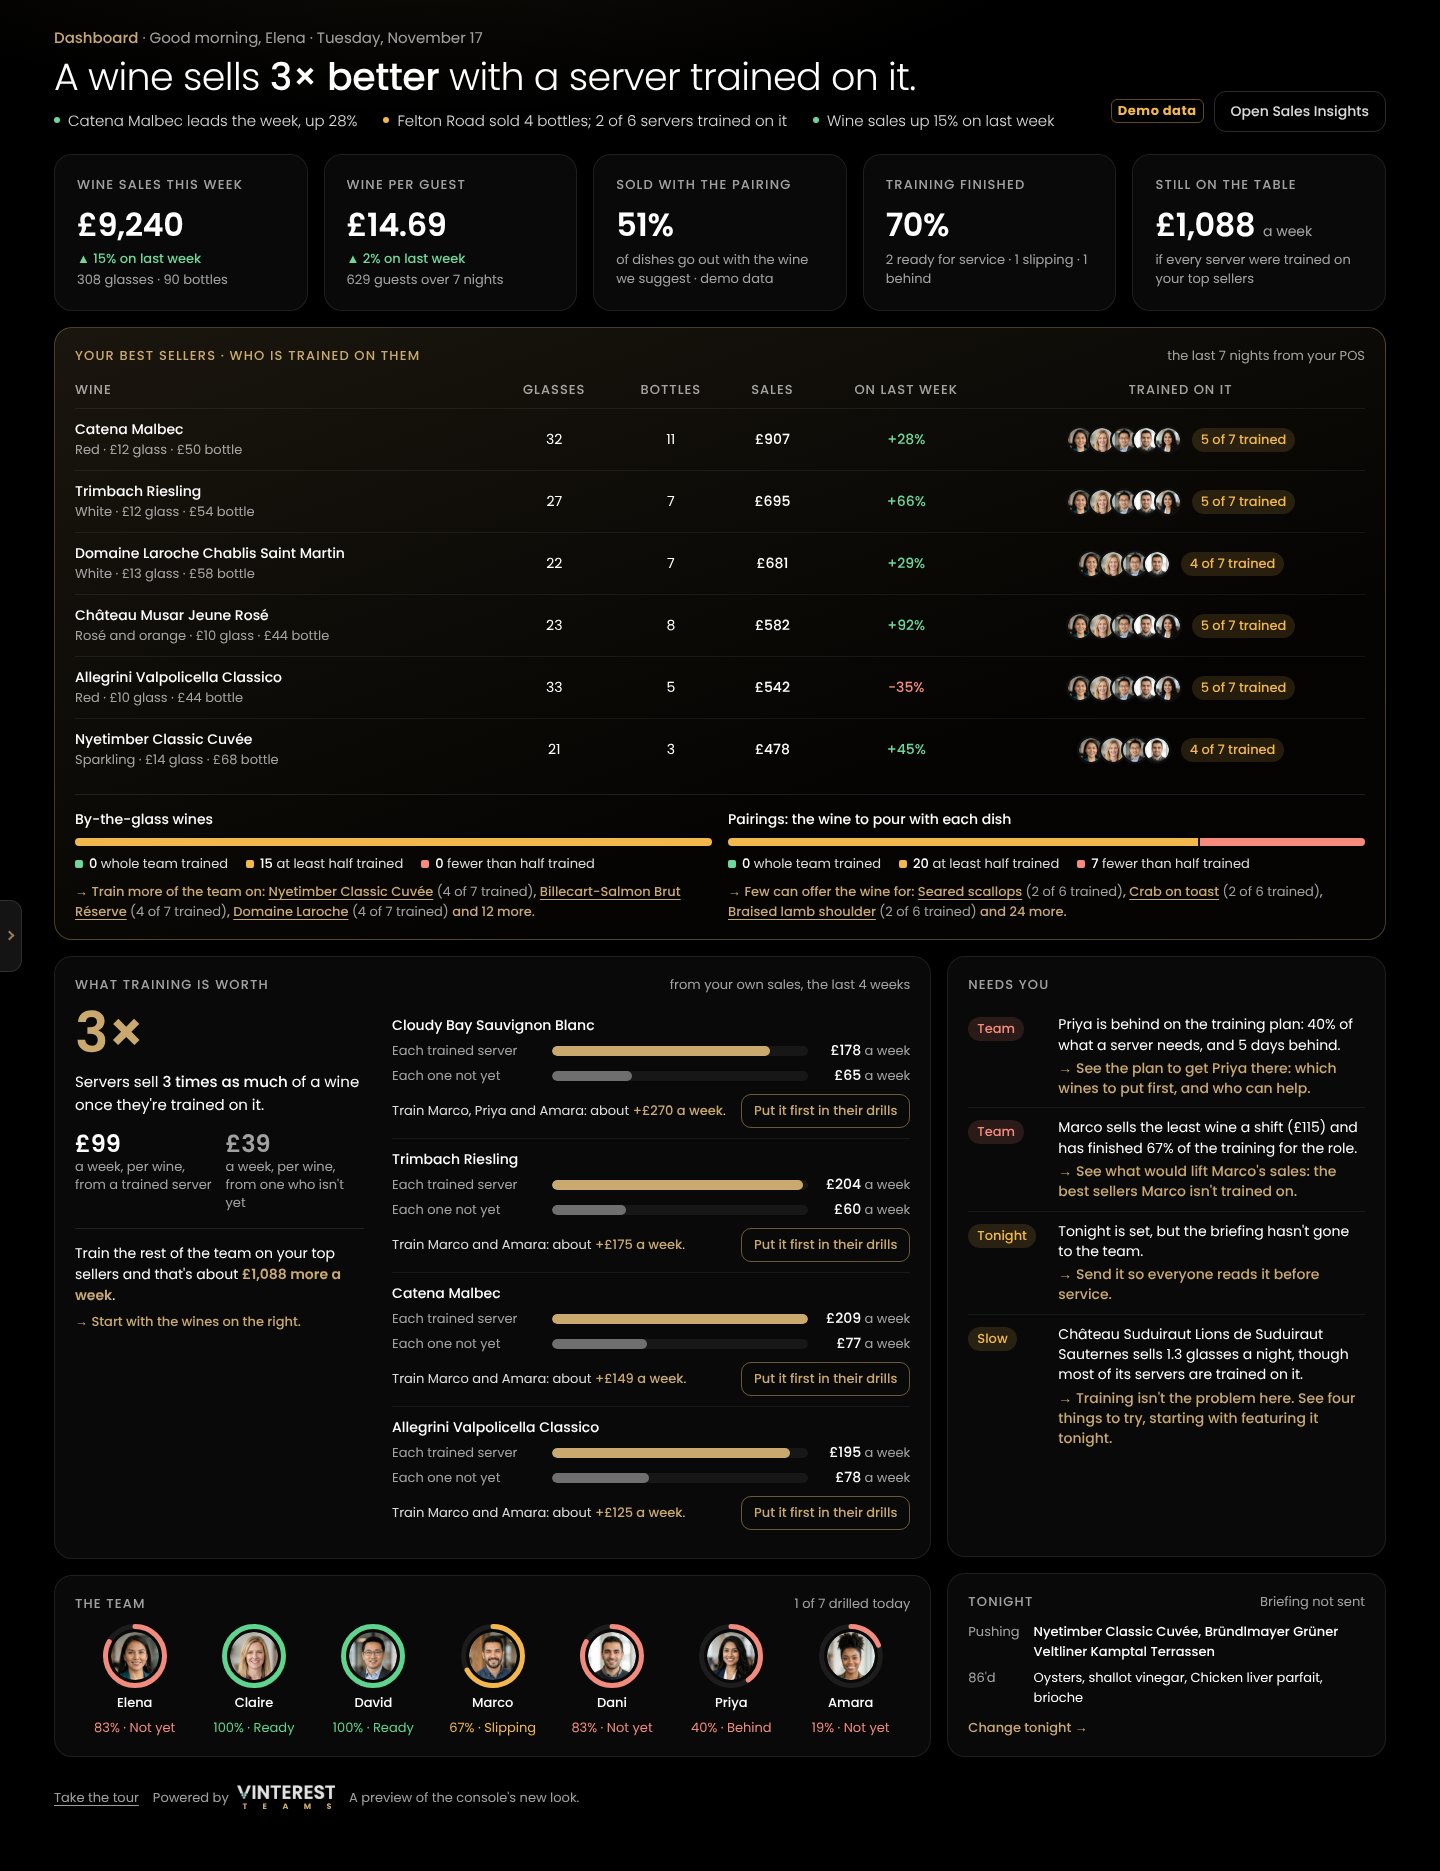 Dashboard · Good morning, Elena · Tuesday, November 17
A wine sells 3× better with a server trained on it.
Catena Malbec leads the week, up 28%
Felton Road sold 4 bottles; 2 of 6 servers trained on it
Wine sales up 15% on last week
Demo data
Open Sales Insights
WINE SALES THIS WEEK
£9,240
▲ 15% on last week
308 glasses · 90 bottles
WINE PER GUEST
£14.69
▲ 2% on last week
629 guests over 7 nights
SOLD WITH THE PAIRING
51%
of dishes go out with the wine
we suggest · demo data
TRAINING FINISHED
70%
2 ready for service · 1 slipping · 1
behind
STILL ON THE TABLE
£1,088 a week
if every server were trained on
your top sellers
YOUR BEST SELLERS · WHO IS TRAINED ON THEM
the last 7 nights from your POS
WINE GLASSES BOTTLES SALES ON LAST WEEK TRAINED ON IT
Catena Malbec
Red · £12 glass · £50 bottle
32 11 £907 +28% 5 of 7 trained
Trimbach Riesling
White · £12 glass · £54 bottle
27 7 £695 +66% 5 of 7 trained
Domaine Laroche Chablis Saint Martin
White · £13 glass · £58 bottle
22 7 £681 +29% 4 of 7 trained
Château Musar Jeune Rosé
Rosé and orange · £10 glass · £44 bottle
23 8 £582 +92% 5 of 7 trained
Allegrini Valpolicella Classico
Red · £10 glass · £44 bottle
33 5 £542 -35% 5 of 7 trained
Nyetimber Classic Cuvée
Sparkling · £14 glass · £68 bottle
21 3 £478 +45% 4 of 7 trained
By-the-glass wines
0 whole team trained 15 at least half trained 0 fewer than half trained
→ Train more of the team on: Nyetimber Classic Cuvée (4 of 7 trained), Billecart-Salmon Brut
Réserve (4 of 7 trained), Domaine Laroche (4 of 7 trained) and 12 more.
Pairings: the wine to pour with each dish
0 whole team trained 20 at least half trained 7 fewer than half trained
→ Few can offer the wine for: Seared scallops (2 of 6 trained), Crab on toast (2 of 6 trained),
Braised lamb shoulder (2 of 6 trained) and 24 more.
WHAT TRAINING IS WORTH
from your own sales, the last 4 weeks
3×
Servers sell 3 times as much of a wine
once they're trained on it.
£99
a week, per wine,
from a trained server
£39
a week, per wine,
from one who isn't
yet
Train the rest of the team on your top
sellers and that's about £1,088 more a
week.
→ Start with the wines on the right.
Cloudy Bay Sauvignon Blanc
Each trained server £178 a week
Each one not yet £65 a week
Train Marco, Priya and Amara: about +£270 a week. Put it first in their drills
Trimbach Riesling
Each trained server £204 a week
Each one not yet £60 a week
Train Marco and Amara: about +£175 a week. Put it first in their drills
Catena Malbec
Each trained server £209 a week
Each one not yet £77 a week
Train Marco and Amara: about +£149 a week. Put it first in their drills
Allegrini Valpolicella Classico
Each trained server £195 a week
Each one not yet £78 a week
Train Marco and Amara: about +£125 a week. Put it first in their drills
NEEDS YOU
Team
Priya is behind on the training plan: 40% of
what a server needs, and 5 days behind.
→ See the plan to get Priya there: which
wines to put first, and who can help.
Team
Marco sells the least wine a shift (£115) and
has finished 67% of the training for the role.
→ See what would lift Marco's sales: the
best sellers Marco isn't trained on.
Tonight
Tonight is set, but the briefing hasn't gone
to the team.
→ Send it so everyone reads it before
service.
Slow
Château Suduiraut Lions de Suduiraut
Sauternes sells 1.3 glasses a night, though
most of its servers are trained on it.
→ Training isn't the problem here. See four
things to try, starting with featuring it
tonight.
THE TEAM
1 of 7 drilled today
Elena Claire David Marco Dani Priya Amara
83% · Not yet 100% · Ready 100% · Ready 67% · Slipping 83% · Not yet 40% · Behind 19% · Not yet
TONIGHT
Briefing not sent
Pushing Nyetimber Classic Cuvée, Bründlmayer Grüner
Veltliner Kamptal Terrassen
86'd Oysters, shallot vinegar, Chicken liver parfait,
brioche
Change tonight →
Take the tour Powered by VINTEREST A preview of the console's new look.
TEAMS